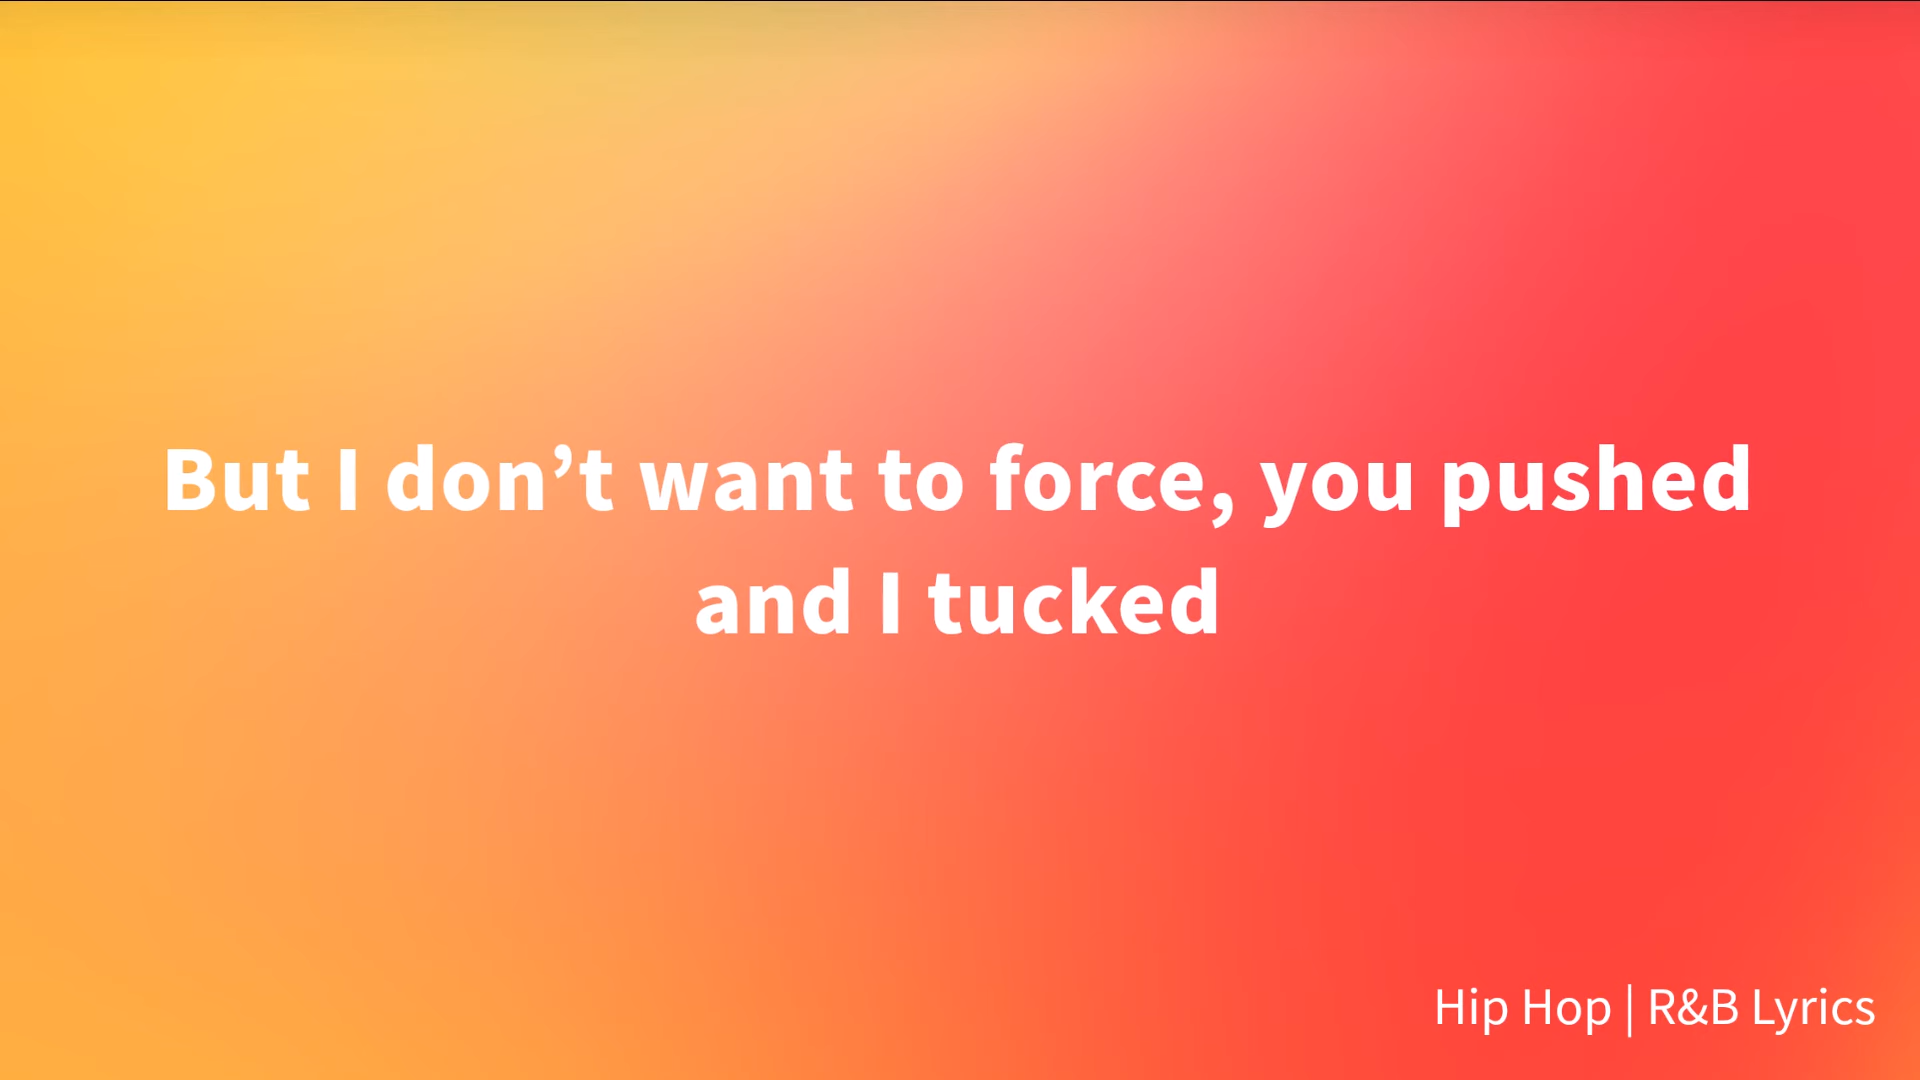 But I don’t want to force, you pushed
and I tucked
Hip Hop | R&B Lyrics